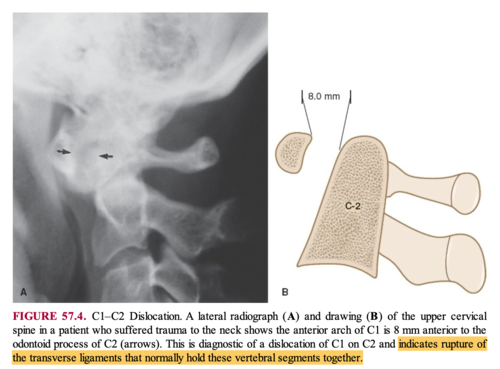 8.0 mm
C-2
A
B
FIGURE 57.4. C1–C2 Dislocation. A lateral radiograph (A) and drawing (B) of the upper cervical
spine in a patient who suffered trauma to the neck shows the anterior arch of C1 is 8 mm anterior to the
odontoid process of C2 (arrows). This is diagnostic of a dislocation of C1 on C2 and indicates rupture of
the transverse ligaments that normally hold these vertebral segments together.